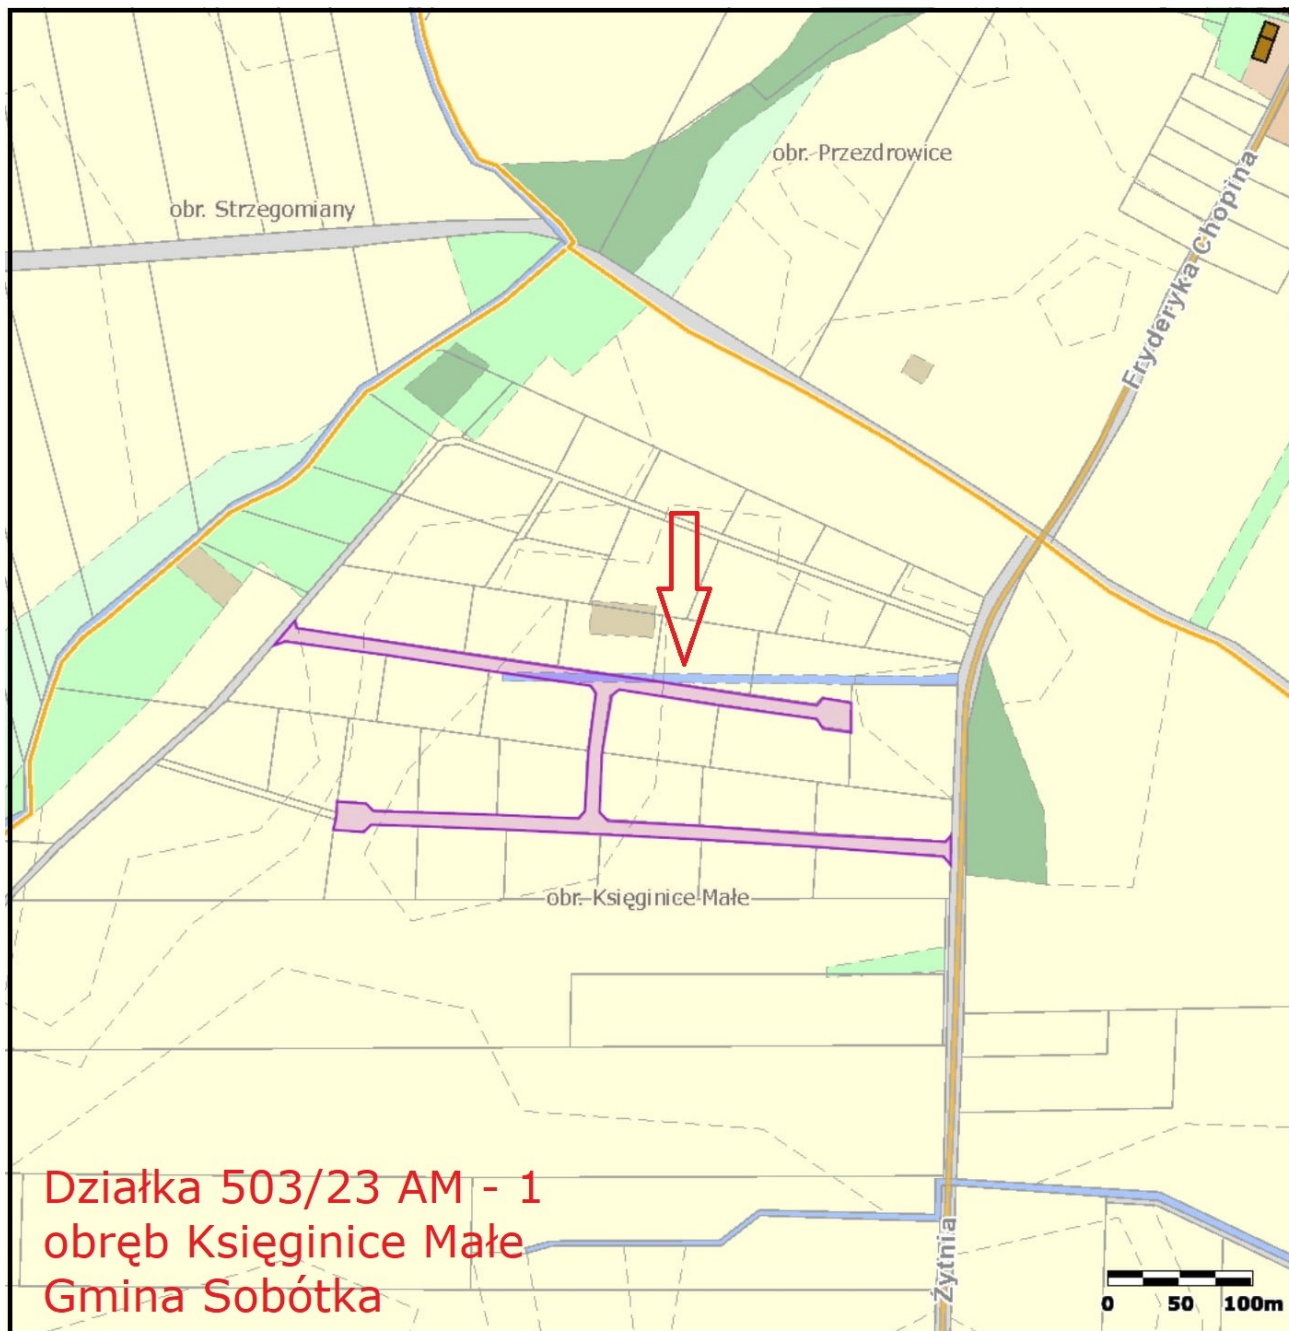 obr. Przezdrowice
obr. Strzegomiany
Fryderyka Chopina
obr. Księginice Małe
Działka 503/23 AM - 1
obręb Księginice Małe
Gmina Sobótka
Żytnia
0 50 100m